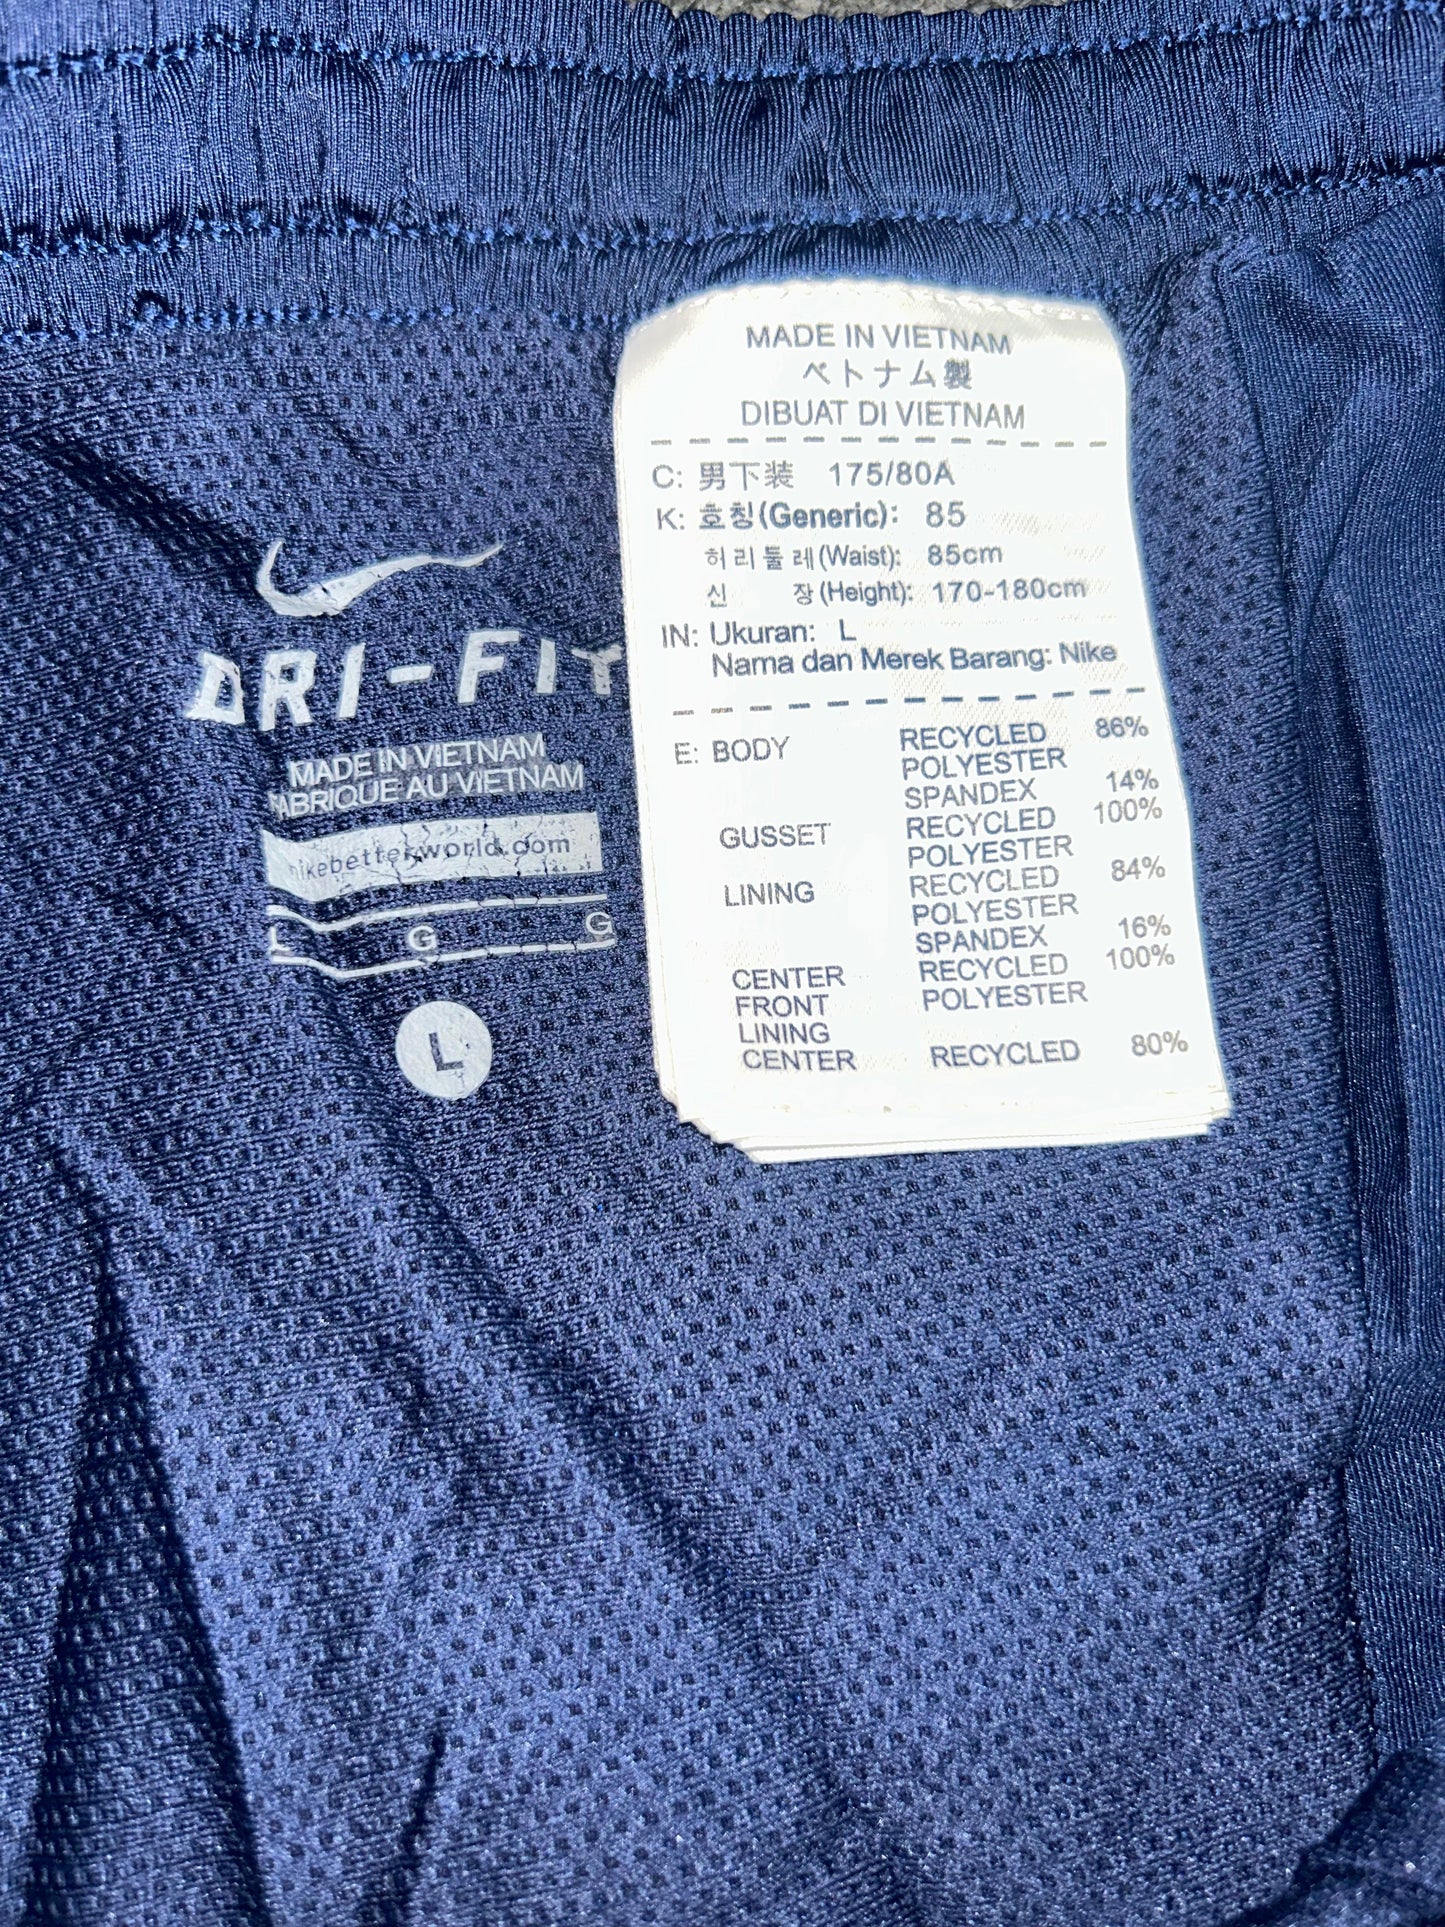 DRI-FIT
MADE IN VIETNAM
FABRIQUE AU VIETNAM
nikebetterworld.com
L G G
L
MADE IN VIETNAM
ベトナム製
DIBUAT DI VIETNAM
C: 男下装 175/80A
K: 호칭(Generic): 85
허리둘레(Waist): 85cm
신 장(Height): 170-180cm
IN: Ukuran: L
Nama dan Merek Barang: Nike
E: BODY RECYCLED 86%
POLYESTER
SPANDEX 14%
GUSSET RECYCLED 100%
POLYESTER
LINING RECYCLED 84%
POLYESTER
SPANDEX 16%
CENTER RECYCLED 100%
FRONT POLYESTER
LINING
CENTER RECYCLED 80%